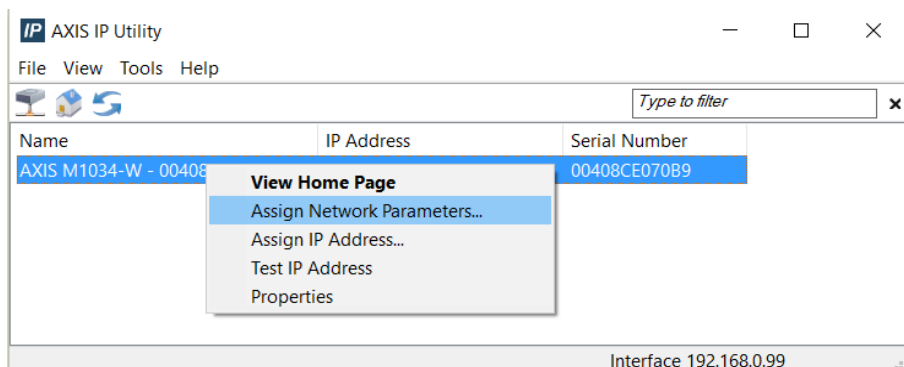 IP AXIS IP Utility
File View Tools Help
Type to filter
Name IP Address Serial Number
AXIS M1034-W - 00408 00408CE070B9
View Home Page
Assign Network Parameters...
Assign IP Address...
Test IP Address
Properties
Interface 192.168.0.99